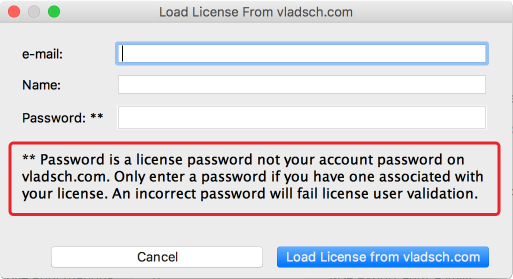 Load License From vladsch.com
e-mail:
Name:
Password: **
** Password is a license password not your account password on
vladsch.com. Only enter a password if you have one associated with
your license. An incorrect password will fail license user validation.
Cancel
Load License from vladsch.com